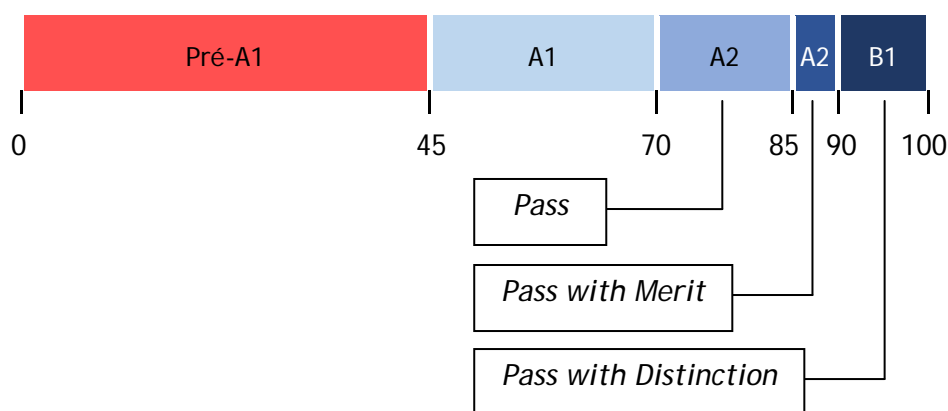 Pré-A1 A1 A2 A2 B1
0 45 70 85 90 100
Pass
Pass with Merit
Pass with Distinction